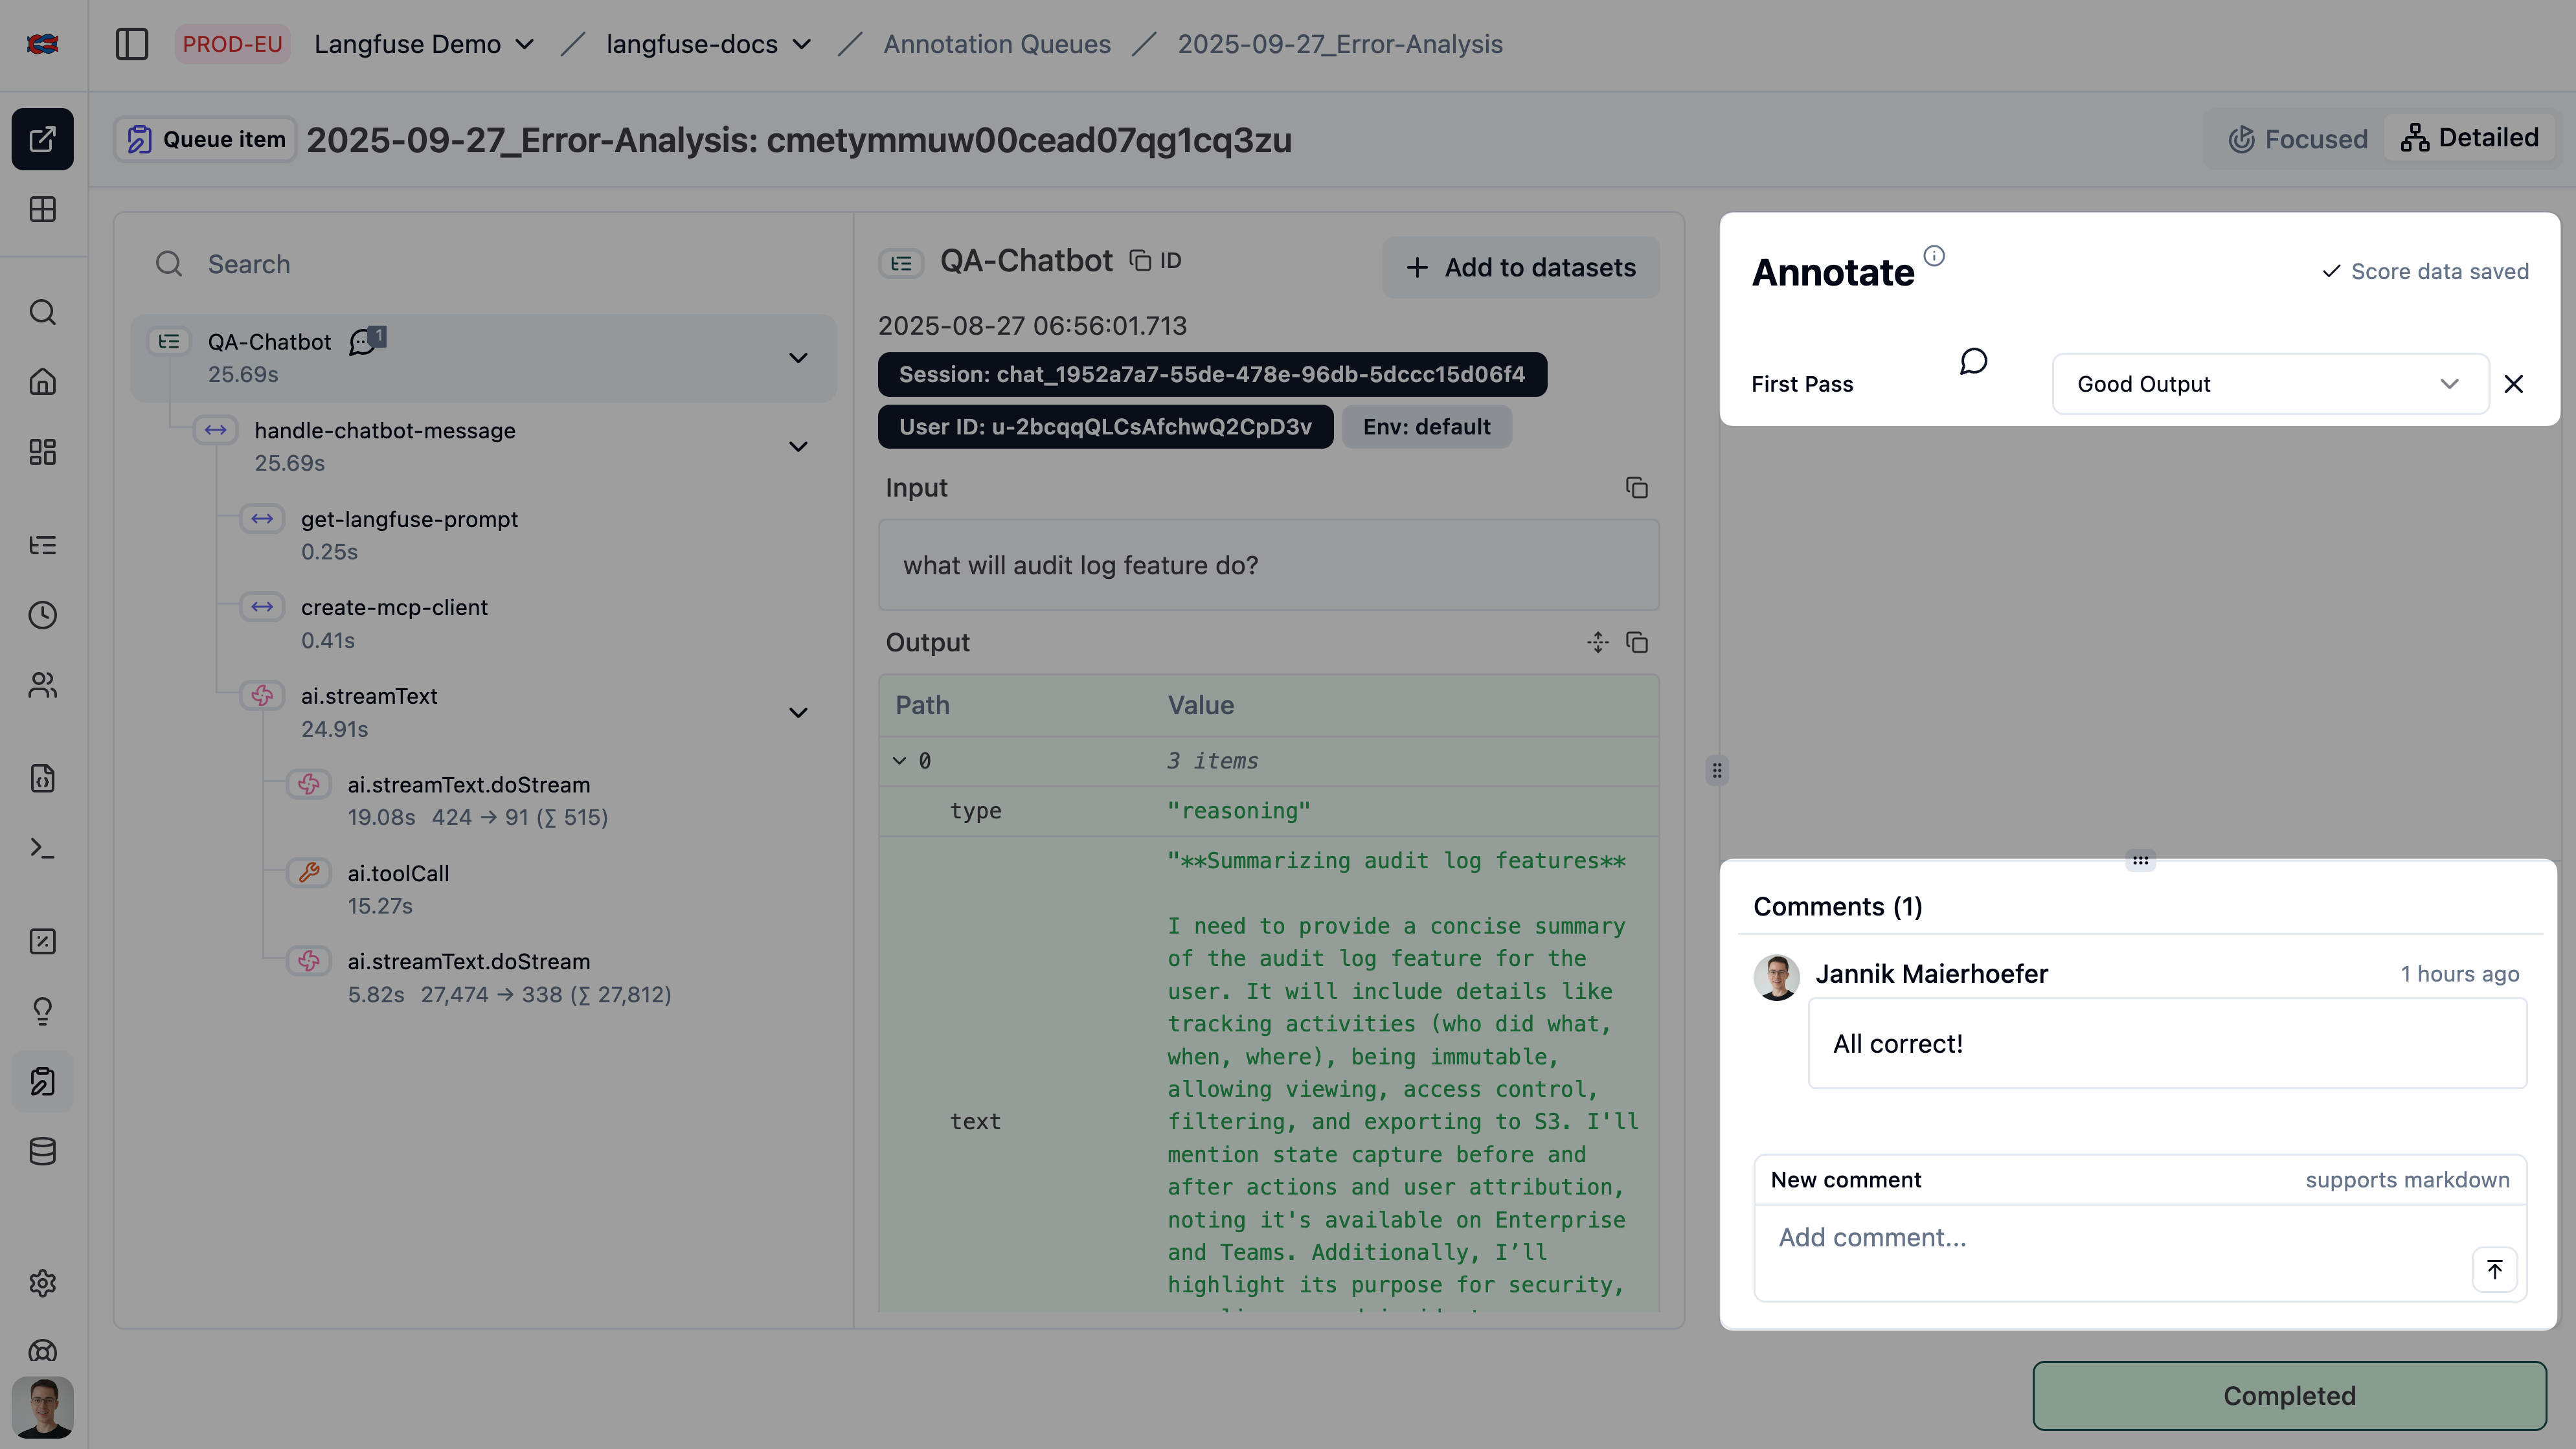 PROD-EU Langfuse Demo langfuse-docs Annotation Queues 2025-09-27_Error-Analysis
Queue item 2025-09-27_Error-Analysis: cmetymmuw00cead07qg1cq3zu
Focused Detailed
Search
QA-Chatbot 1
25.69s
handle-chatbot-message
25.69s
get-langfuse-prompt
0.25s
create-mcp-client
0.41s
ai.streamText
24.91s
ai.streamText.doStream
19.08s 424 → 91 (∑ 515)
ai.toolCall
15.27s
ai.streamText.doStream
5.82s 27,474 → 338 (∑ 27,812)
QA-Chatbot ID
+ Add to datasets
2025-08-27 06:56:01.713
Session: chat_1952a7a7-55de-478e-96db-5dccc15d06f4
User ID: u-2bcqqQLCsAfchwQ2CpD3v Env: default
Input
what will audit log feature do?
Output
Path Value
0 3 items
type "reasoning"
text
"**Summarizing audit log features**
I need to provide a concise summary
of the audit log feature for the
user. It will include details like
tracking activities (who did what,
when, where), being immutable,
allowing viewing, access control,
filtering, and exporting to S3. I'll
mention state capture before and
after actions and user attribution,
noting it's available on Enterprise
and Teams. Additionally, I’ll
highlight its purpose for security,
Annotate
Score data saved
First Pass Good Output
Comments (1)
Jannik Maierhoefer 1 hours ago
All correct!
New comment supports markdown
Add comment...
Completed